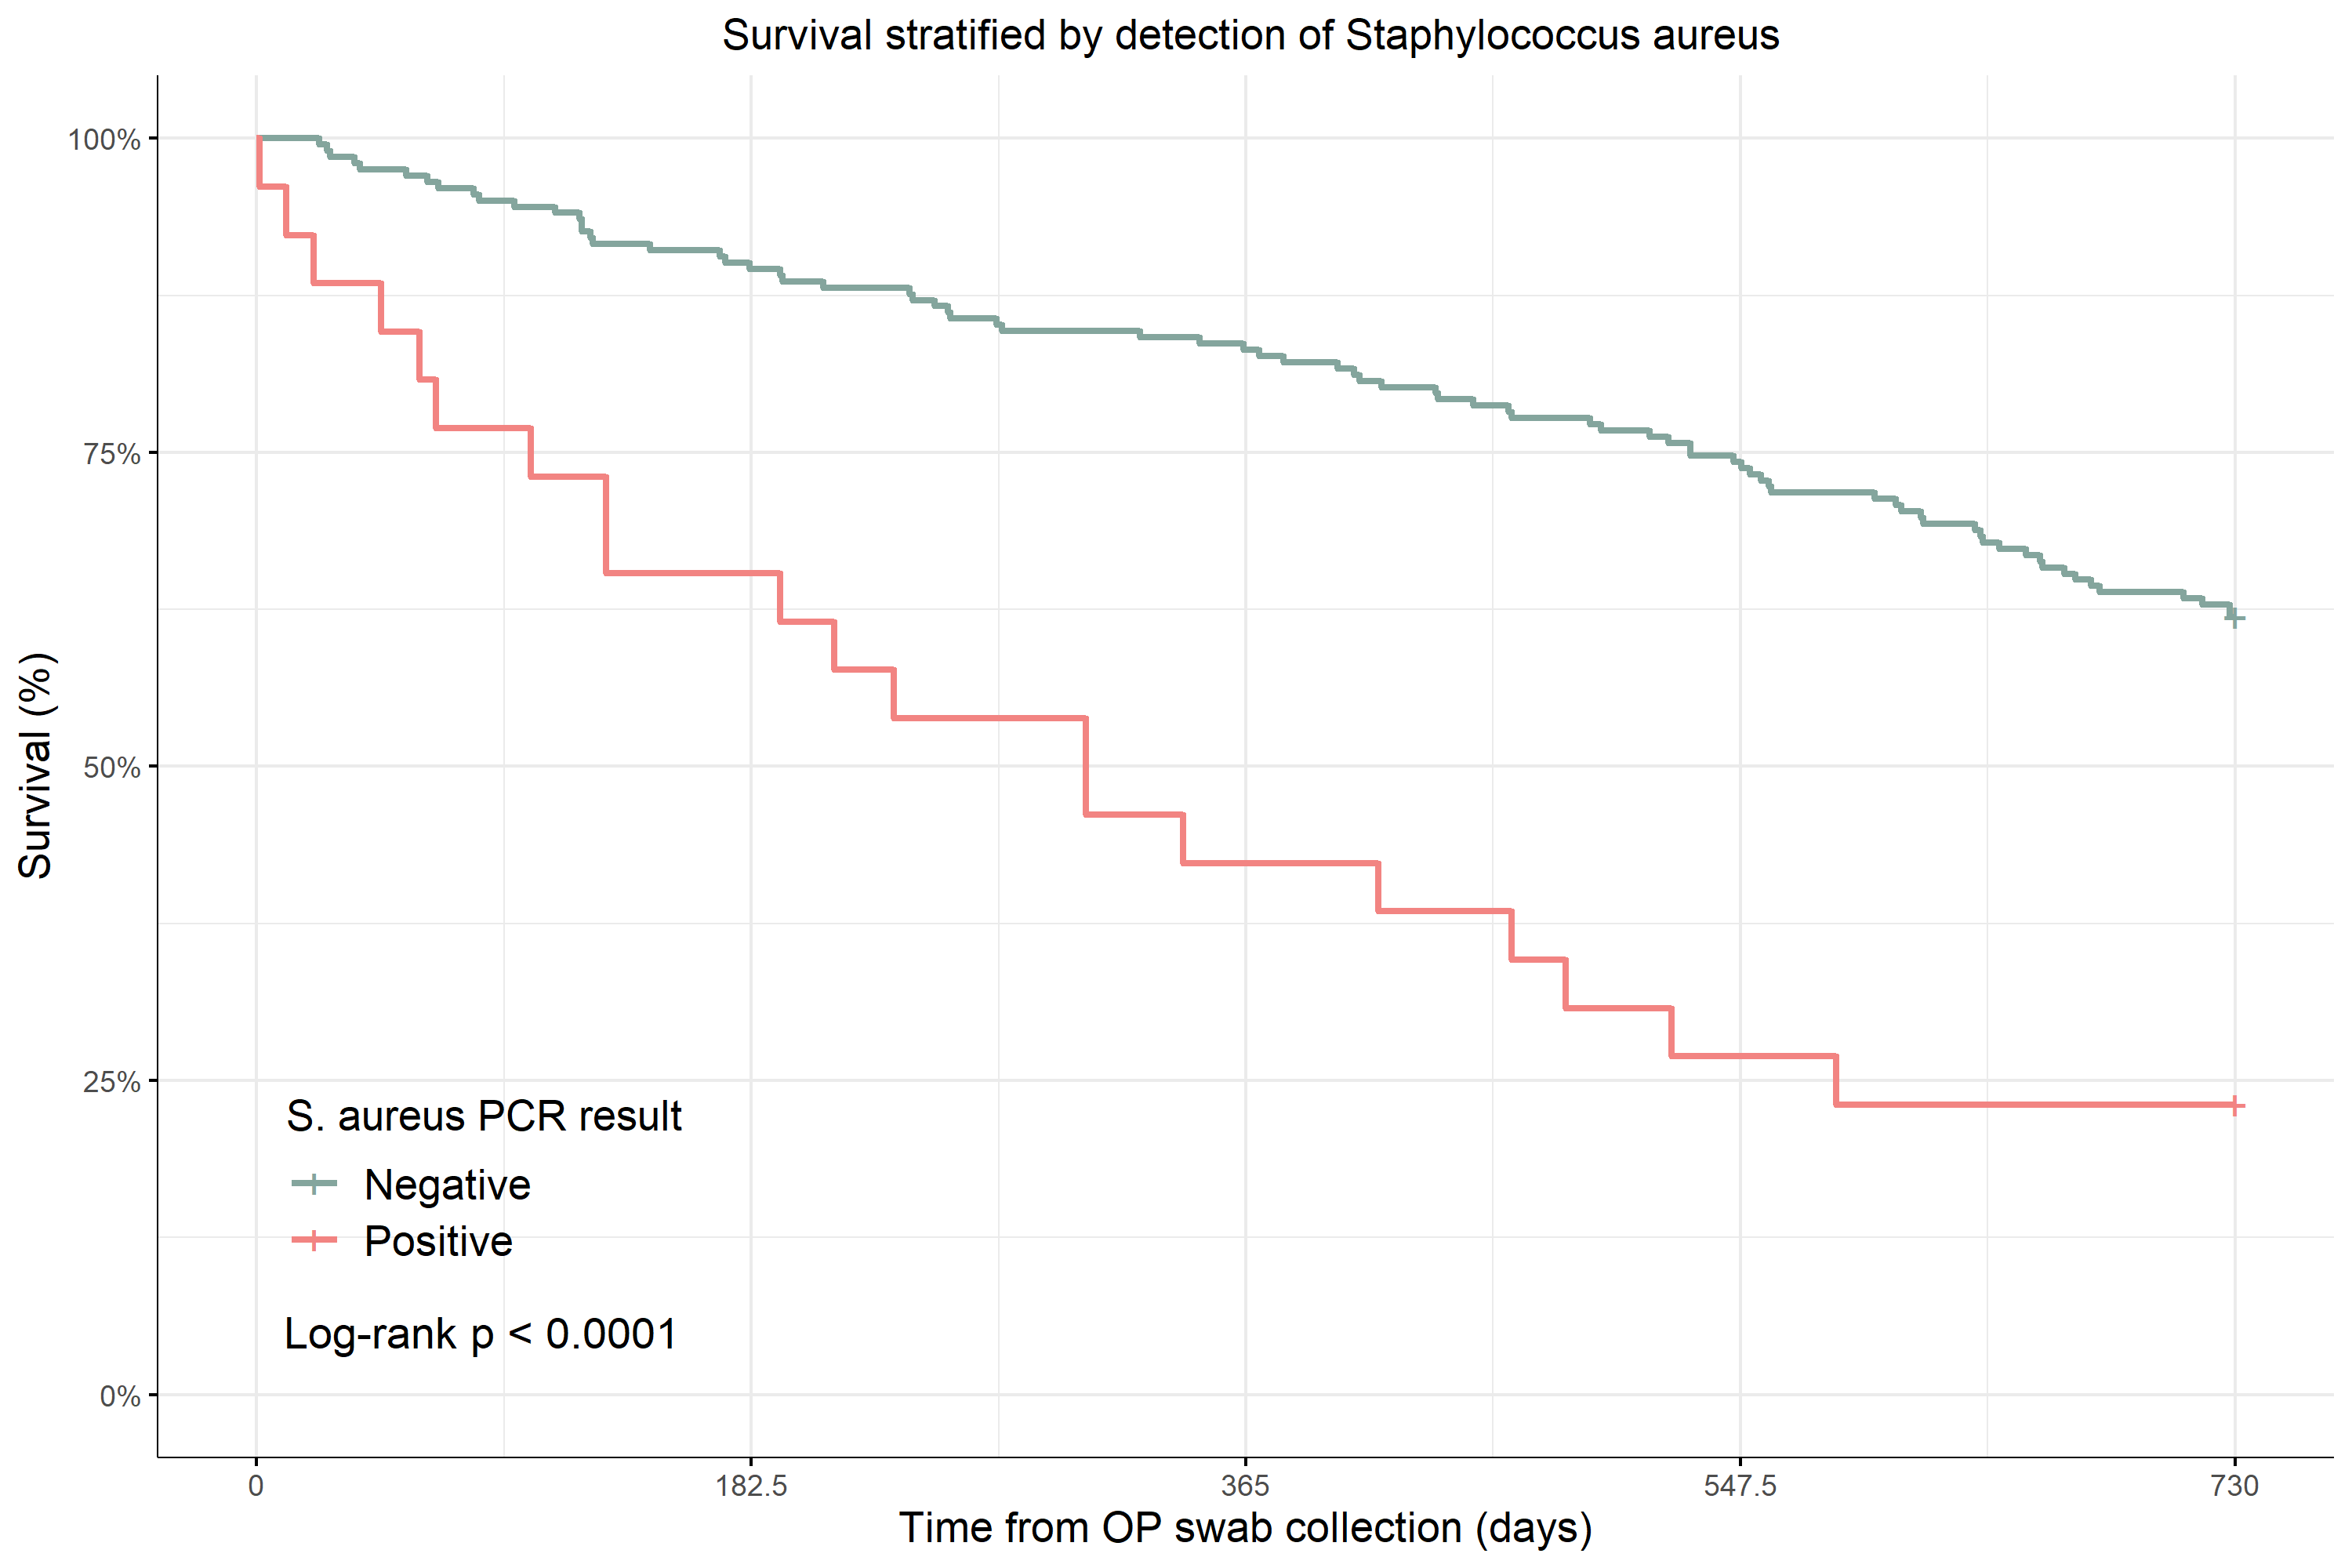 Survival stratified by detection of Staphylococcus aureus
Survival (%)
100%
75%
50%
25%
0%
S. aureus PCR result
Negative
Positive
Log-rank p < 0.0001
0 182.5 365 547.5 730
Time from OP swab collection (days)